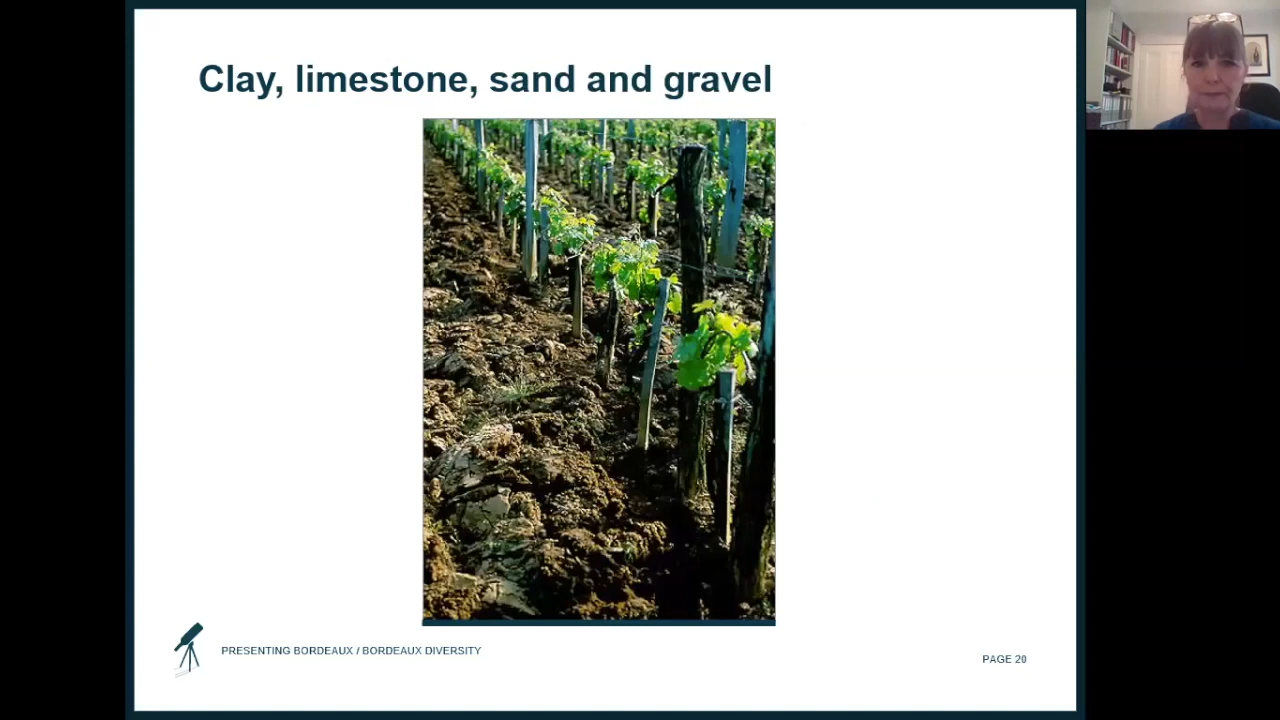 Clay, limestone, sand and gravel
PRESENTING BORDEAUX / BORDEAUX DIVERSITY
PAGE 20